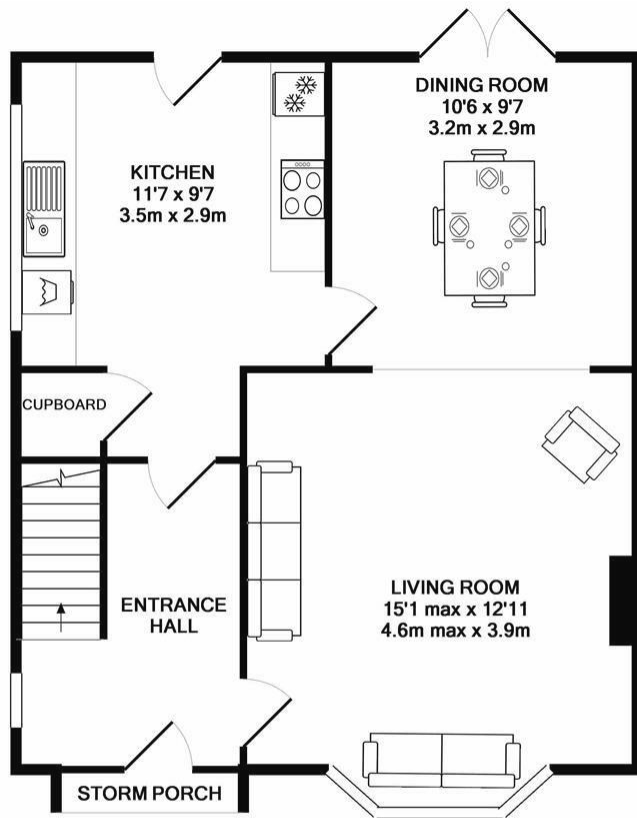 DINING ROOM
10'6 x 9'7
3.2m x 2.9m
KITCHEN
11'7 x 9'7
3.5m x 2.9m
CUPBOARD
ENTRANCE
HALL
LIVING ROOM
15'1 max x 12'11
4.6m max x 3.9m
STORM PORCH